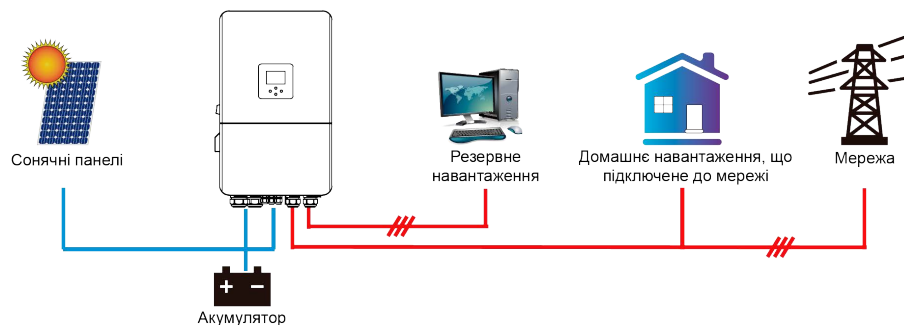 Сонячні панелі
Резервне
навантаження
Домашнє навантаження, що
підключене до мережі
Мережа
Акумулятор